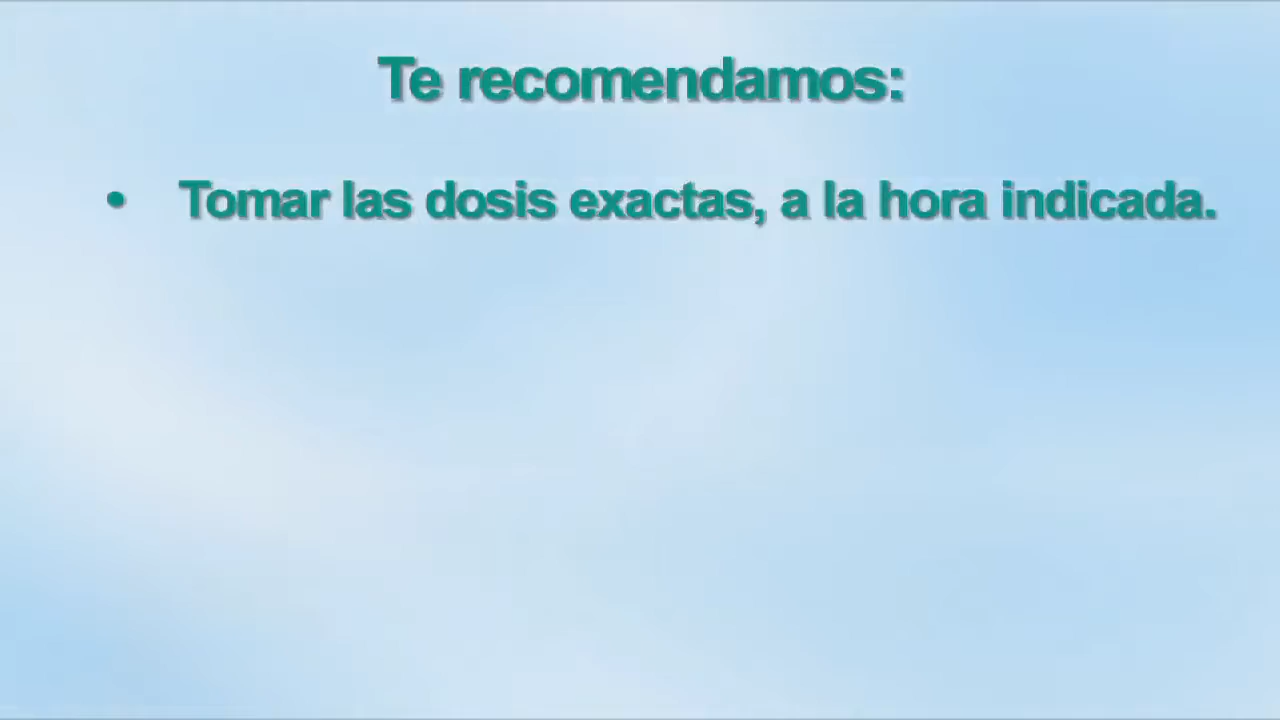 Te recomendamos:
• Tomar las dosis exactas, a la hora indicada.